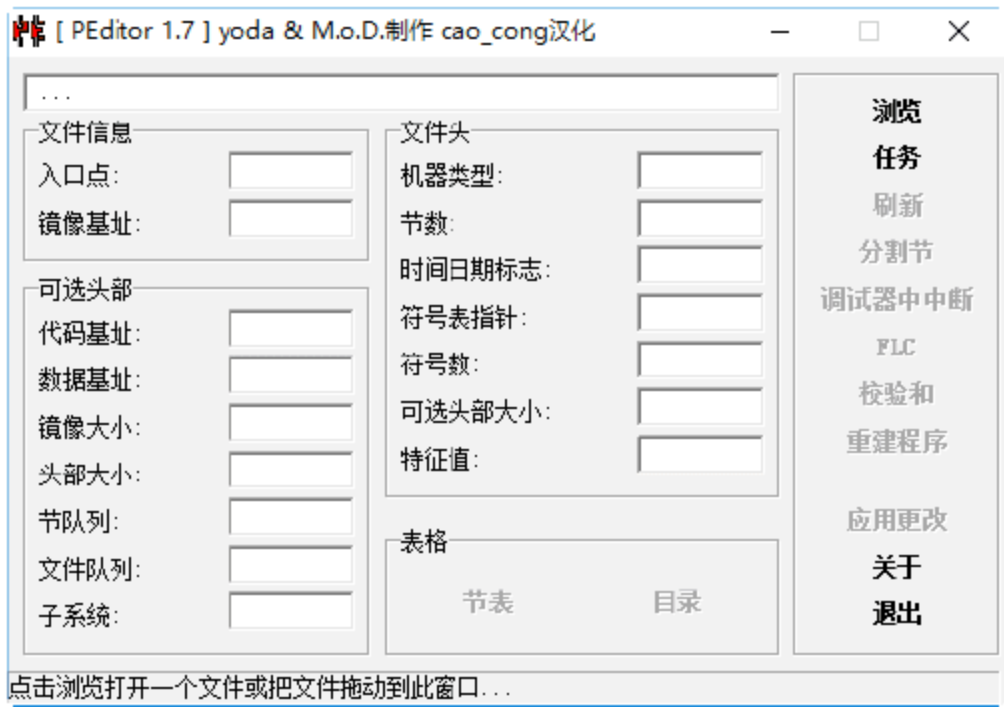 [ PEditor 1.7 ] yoda & M.o.D.制作 cao_cong汉化
...
文件信息
入口点:
镜像基址:
可选头部
代码基址:
数据基址:
镜像大小:
头部大小:
节队列:
文件队列:
子系统:
文件头
机器类型:
节数:
时间日期标志:
符号表指针:
符号数:
可选头部大小:
特征值:
表格
节表 目录
浏览
任务
刷新
分割节
调试器中中断
FLC
校验和
重建程序
应用更改
关于
退出
点击浏览打开一个文件或把文件拖动到此窗口...